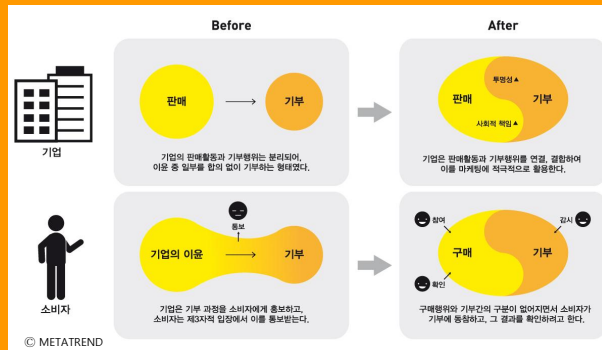 Before
After
기업
판매
기부
기업의 판매활동과 기부행위는 분리되어,
이윤 중 일부를 합의 없이 기부하는 형태였다.
투명성▲
판매
기부
사회적 책임▲
기업은 판매활동과 기부행위를 연결, 결합하여
이를 마케팅에 적극적으로 활용한다.
소비자
통보
기업의 이윤
기부
기업은 기부 과정을 소비자에게 홍보하고,
소비자는 제3자적 입장에서 이를 통보받는다.
참여
감시
구매
기부
확인
구매행위와 기부간의 구분이 없어지면서 소비자가
기부에 동참하고, 그 결과를 확인하려고 한다.
© METATREND